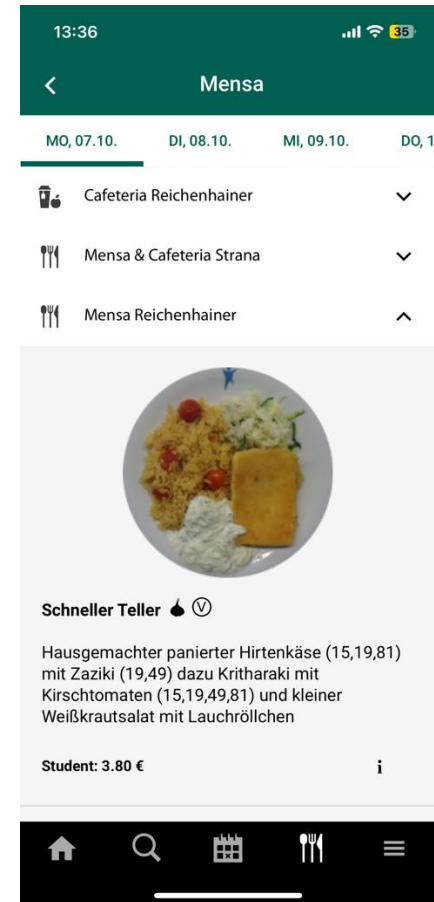 13:36
35
Mensa
MO, 07.10. DI, 08.10. MI, 09.10. DO, 1
Cafeteria Reichenhainer
Mensa & Cafeteria Strana
Mensa Reichenhainer
Schneller Teller V
Hausgemachter panierter Hirtenkäse (15,19,81)
mit Zaziki (19,49) dazu Kritharaki mit
Kirschtomaten (15,19,49,81) und kleiner
Weißkrautsalat mit Lauchröllchen
Student: 3.80 € i